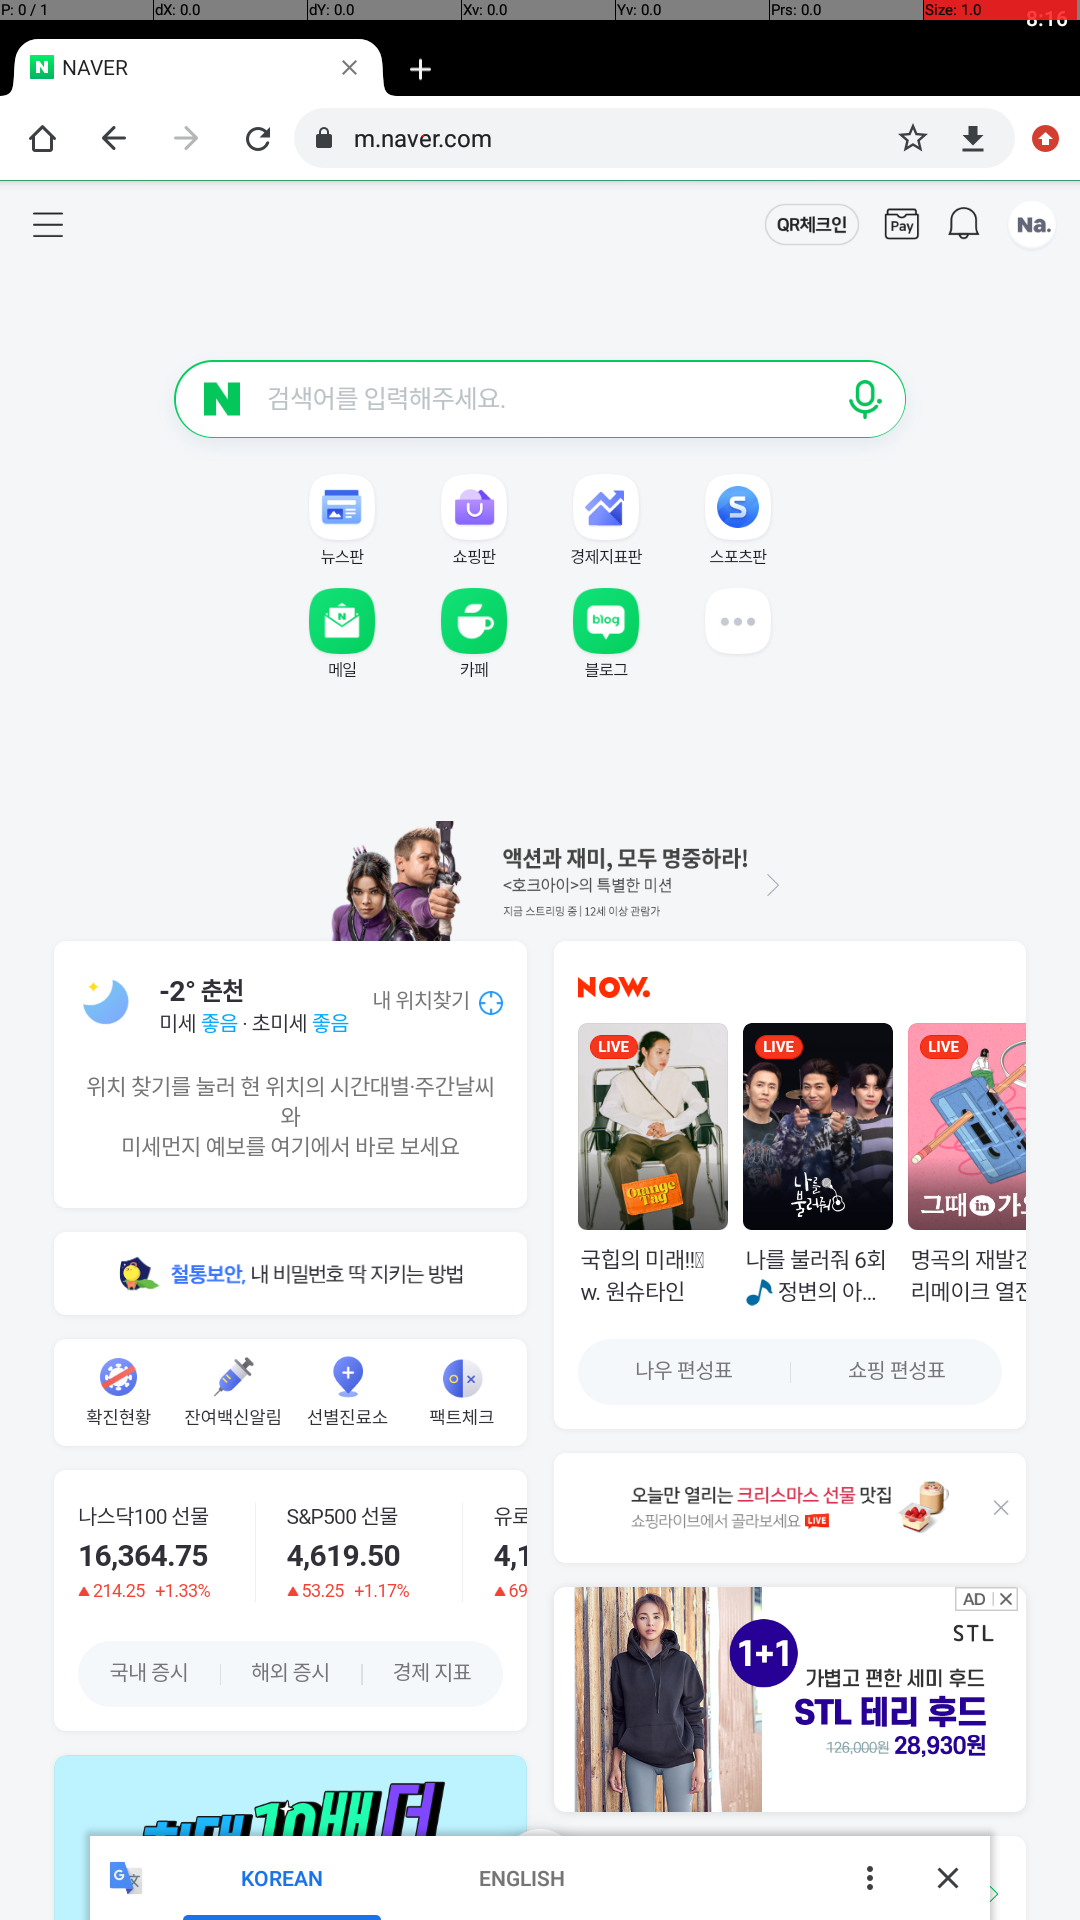 P: 0 / 1 dX: 0.0 dY: 0.0 Xv: 0.0 Yv: 0.0 Prs: 0.0 Size: 1.0
8:16
NAVER
m.naver.com
QR체크인
Pay
Na.
검색어를 입력해주세요.
뉴스판
쇼핑판
경제지표판
스포츠판
메일
카페
blog
블로그
액션과 재미, 모두 명중하라!
<호크아이>의 특별한 미션
지금 스트리밍 중 | 12세 이상 관람가
-2° 춘천
미세 좋음 · 초미세 좋음
내 위치찾기
위치 찾기를 눌러 현 위치의 시간대별·주간날씨
와
미세먼지 예보를 여기에서 바로 보세요
철통보안, 내 비밀번호 딱 지키는 방법
확진현황
잔여백신알림
선별진료소
팩트체크
나스닥100 선물
16,364.75
▲214.25 +1.33%
S&P500 선물
4,619.50
▲53.25 +1.17%
유로
4,1
▲69
국내 증시
해외 증시
경제 지표
NOW.
LIVE
Orange
Tag
국힙의 미래!!
w. 원슈타인
LIVE
나를
불러줘
나를 불러줘 6회
🎵 정변의 아...
LIVE
그때in가요
명곡의 재발견
리메이크 열전
나우 편성표
쇼핑 편성표
오늘만 열리는 크리스마스 선물 맛집
쇼핑라이브에서 골라보세요 LIVE
AD
STL
1+1
가볍고 편한 세미 후드
STL 테리 후드
126,000원 28,930원
KOREAN
ENGLISH